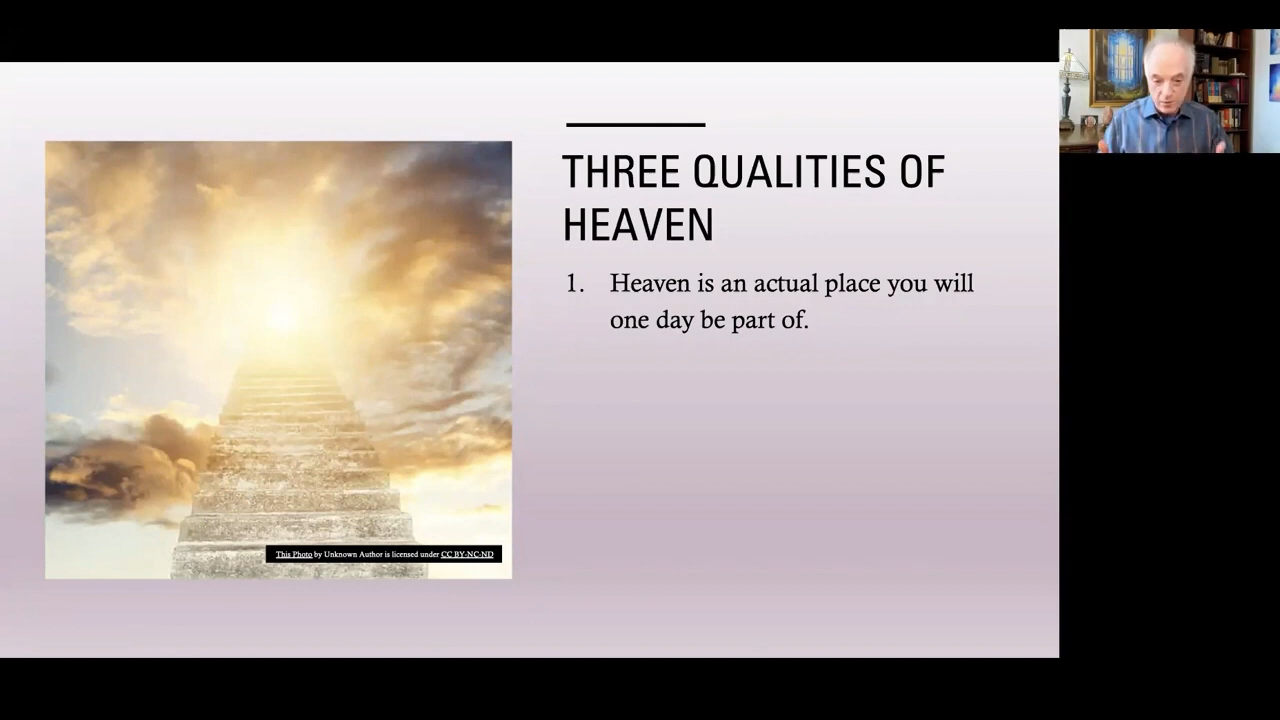 THREE QUALITIES OF
HEAVEN
1. Heaven is an actual place you will
one day be part of.
This Photo by Unknown Author is licensed under CC BY-NC-ND